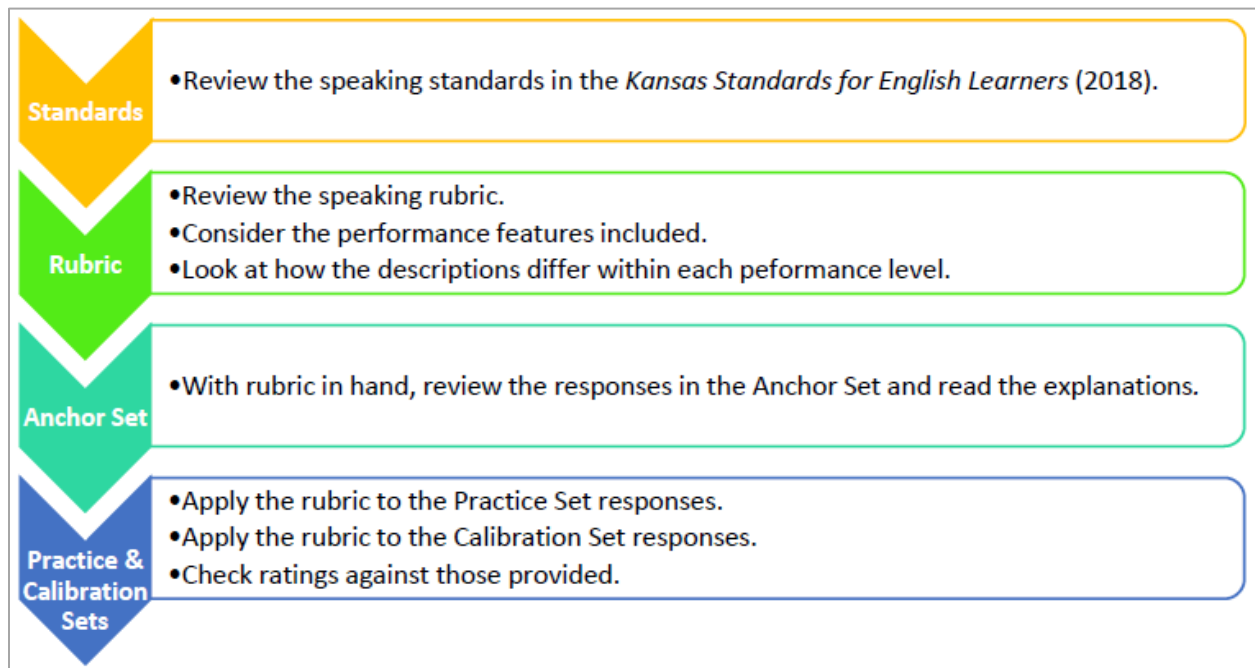 Standards
•Review the speaking standards in the Kansas Standards for English Learners (2018).
Rubric
•Review the speaking rubric.
•Consider the performance features included.
•Look at how the descriptions differ within each peformance level.
Anchor Set
•With rubric in hand, review the responses in the Anchor Set and read the explanations.
Practice &
Calibration
Sets
•Apply the rubric to the Practice Set responses.
•Apply the rubric to the Calibration Set responses.
•Check ratings against those provided.